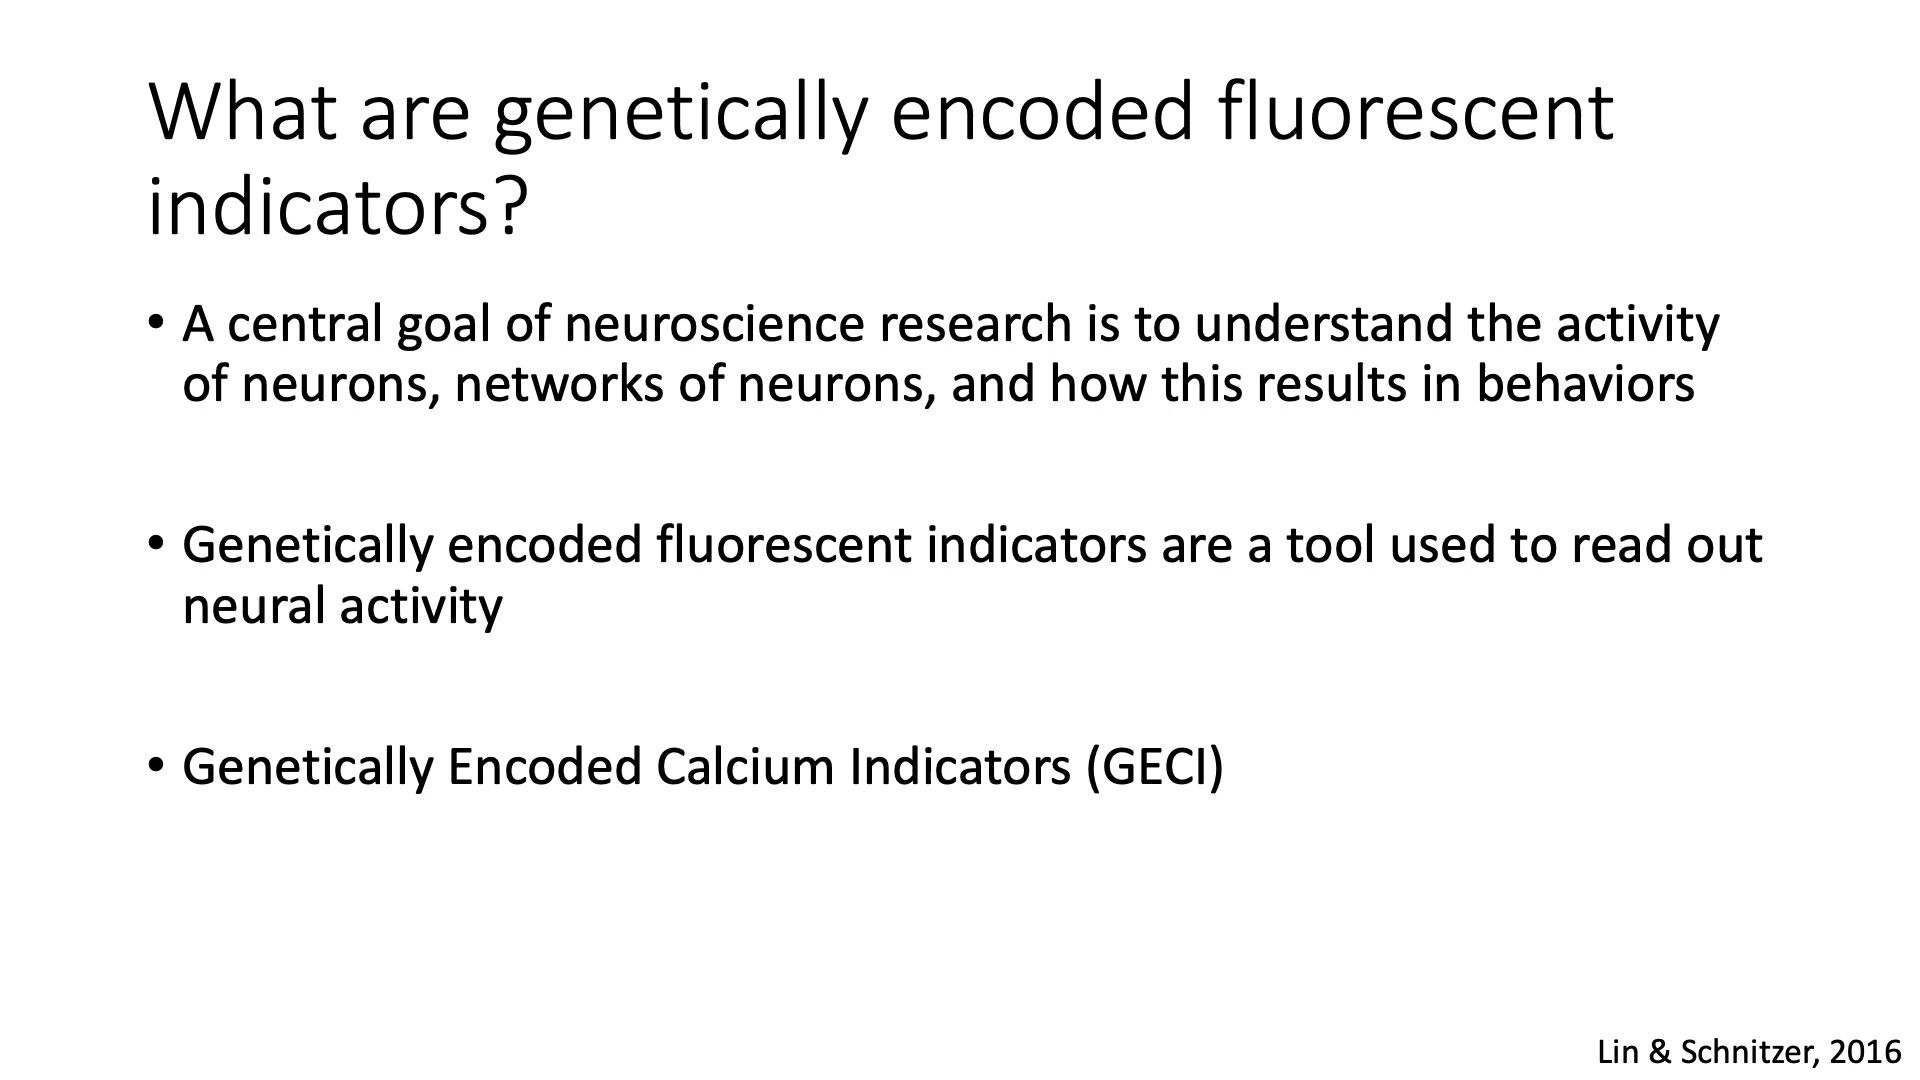 What are genetically encoded fluorescent
indicators?
• A central goal of neuroscience research is to understand the activity
of neurons, networks of neurons, and how this results in behaviors
• Genetically encoded fluorescent indicators are a tool used to read out
neural activity
• Genetically Encoded Calcium Indicators (GECI)
Lin & Schnitzer, 2016